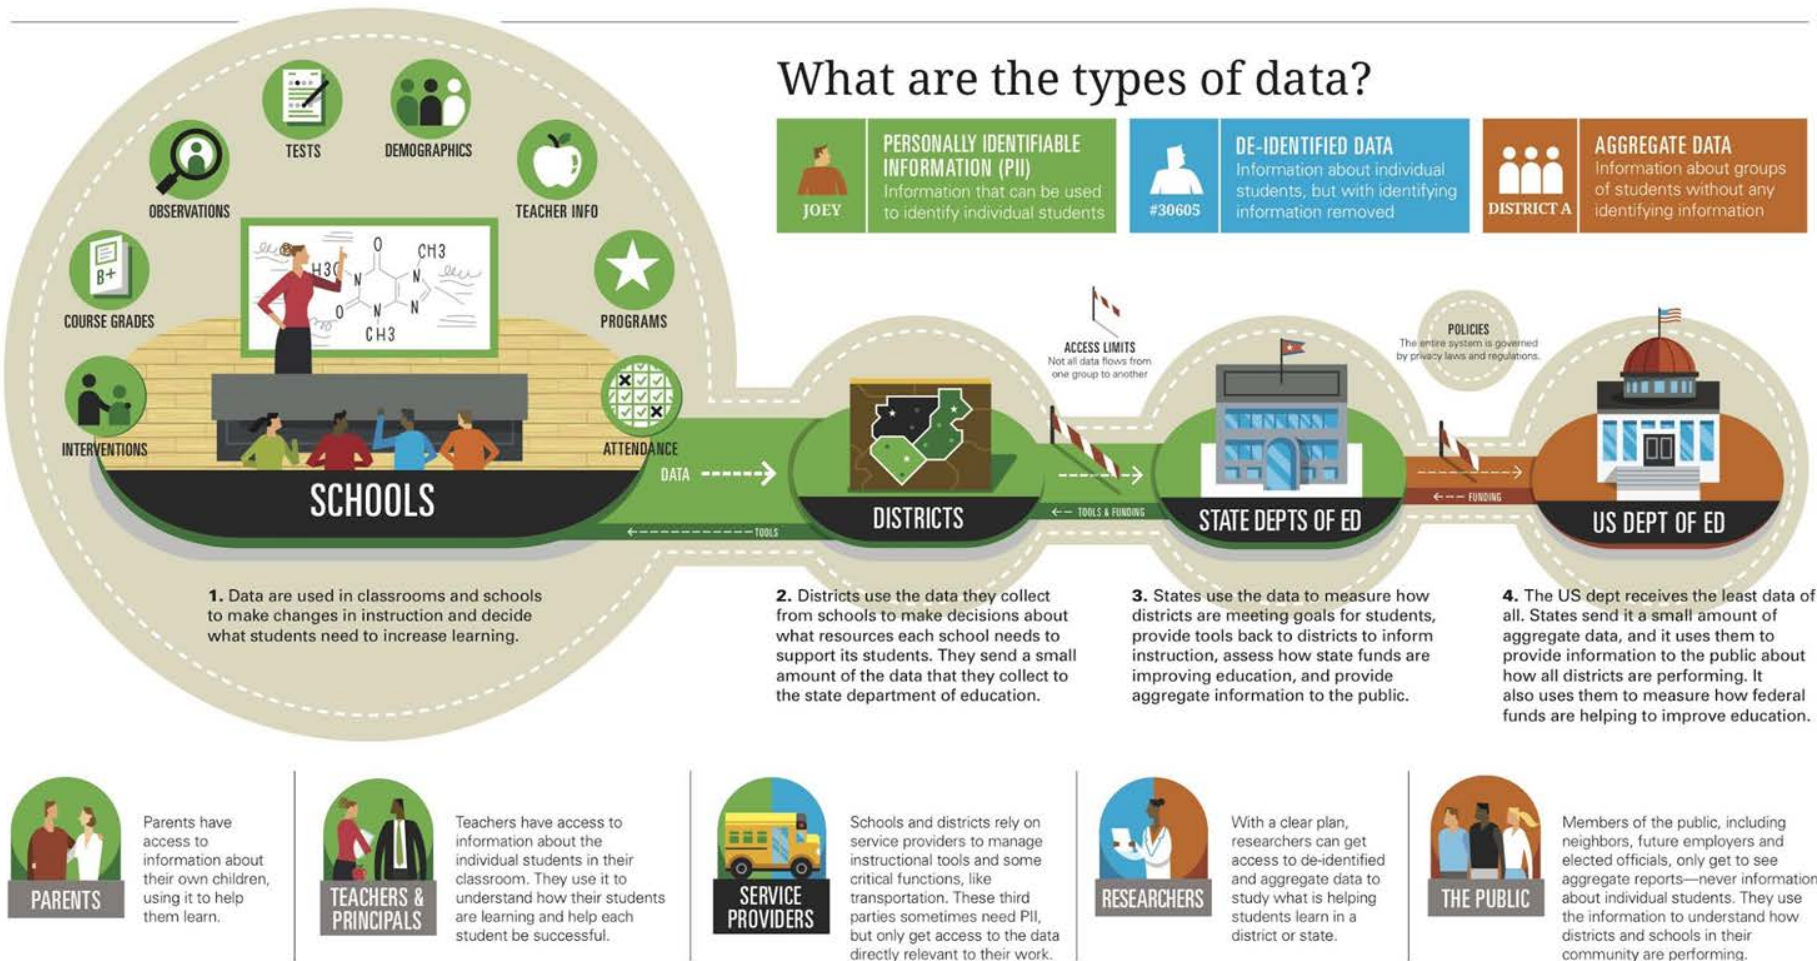 What are the types of data?
JOEY
PERSONALLY IDENTIFIABLE
INFORMATION (PII)
Information that can be used
to identify individual students
#30605
DE-IDENTIFIED DATA
Information about individual
students, but with identifying
information removed
DISTRICT A
AGGREGATE DATA
Information about groups
of students without any
identifying information
TESTS
DEMOGRAPHICS
OBSERVATIONS
TEACHER INFO
B+
COURSE GRADES
PROGRAMS
INTERVENTIONS
ATTENDANCE
H3C
O
CH3
N
N
O
N
N
CH3
SCHOOLS
DATA
TOOLS
DISTRICTS
ACCESS LIMITS
Not all data flows from
one group to another
TOOLS & FUNDING
STATE DEPTS OF ED
POLICIES
The entire system is governed
by privacy laws and regulations.
FUNDING
US DEPT OF ED
1. Data are used in classrooms and schools
to make changes in instruction and decide
what students need to increase learning.
2. Districts use the data they collect
from schools to make decisions about
what resources each school needs to
support its students. They send a small
amount of the data that they collect to
the state department of education.
3. States use the data to measure how
districts are meeting goals for students,
provide tools back to districts to inform
instruction, assess how state funds are
improving education, and provide
aggregate information to the public.
4. The US dept receives the least data of
all. States send it a small amount of
aggregate data, and it uses them to
provide information to the public about
how all districts are performing. It
also uses them to measure how federal
funds are helping to improve education.
PARENTS
Parents have
access to
information about
their own children,
using it to help
them learn.
TEACHERS &
PRINCIPALS
Teachers have access to
information about the
individual students in their
classroom. They use it to
understand how their students
are learning and help each
student be successful.
SERVICE
PROVIDERS
Schools and districts rely on
service providers to manage
instructional tools and some
critical functions, like
transportation. These third
parties sometimes need PII,
but only get access to the data
directly relevant to their work.
RESEARCHERS
With a clear plan,
researchers can get
access to de-identified
and aggregate data to
study what is helping
students learn in a
district or state.
THE PUBLIC
Members of the public, including
neighbors, future employers and
elected officials, only get to see
aggregate reports—never information
about individual students. They use
the information to understand how
districts and schools in their
community are performing.